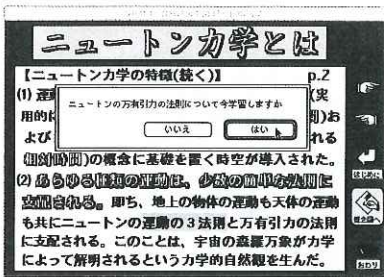 ニュートン力学とは
【ニュートン力学の特徴(続く)】 p.2
(1) 運 (実
ニュートンの万有引力の法則について今学習しますか
用的に 間)お
いいえ はい
よび れる
相対時間)の概念に基礎を置く時空が導入された。
(2) あらゆる種類の運動は、少数の簡単な法則に
支配される。即ち、地上の物体の運動も天体の運動
も共にニュートンの運動の3法則と万有引力の法則
に支配される。このことは、宇宙の森羅万象が力学
によって解明されるという力学的自然観を生んだ。
はじめに
概念図へ
おわり